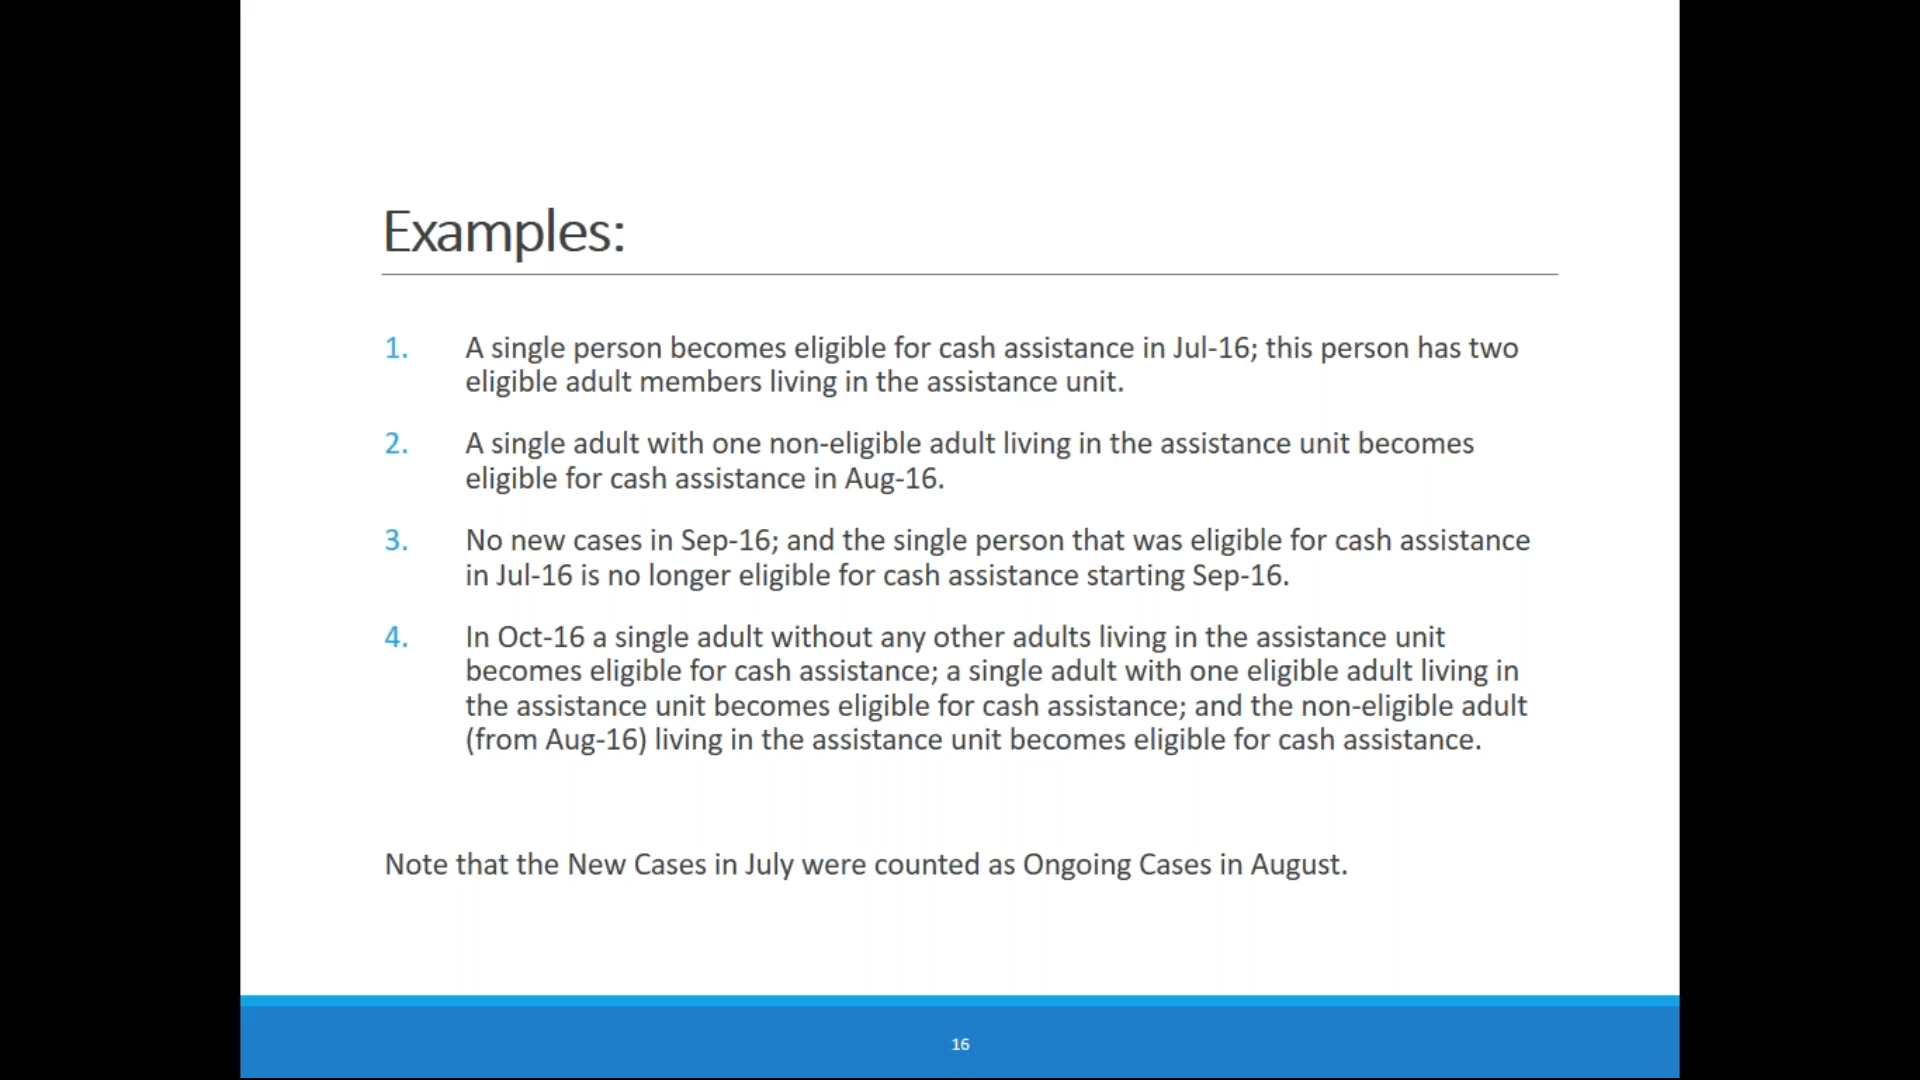 Examples:
1. A single person becomes eligible for cash assistance in Jul-16; this person has two
eligible adult members living in the assistance unit.
2. A single adult with one non-eligible adult living in the assistance unit becomes
eligible for cash assistance in Aug-16.
3. No new cases in Sep-16; and the single person that was eligible for cash assistance
in Jul-16 is no longer eligible for cash assistance starting Sep-16.
4. In Oct-16 a single adult without any other adults living in the assistance unit
becomes eligible for cash assistance; a single adult with one eligible adult living in
the assistance unit becomes eligible for cash assistance; and the non-eligible adult
(from Aug-16) living in the assistance unit becomes eligible for cash assistance.
Note that the New Cases in July were counted as Ongoing Cases in August.
16